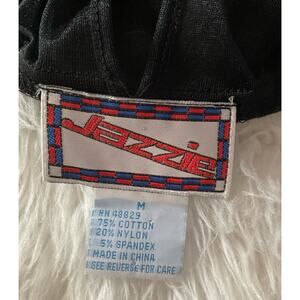 Jazzie
M
RN 48829
75% COTTON
20% NYLON
5% SPANDEX
MADE IN CHINA
SEE REVERSE FOR CARE